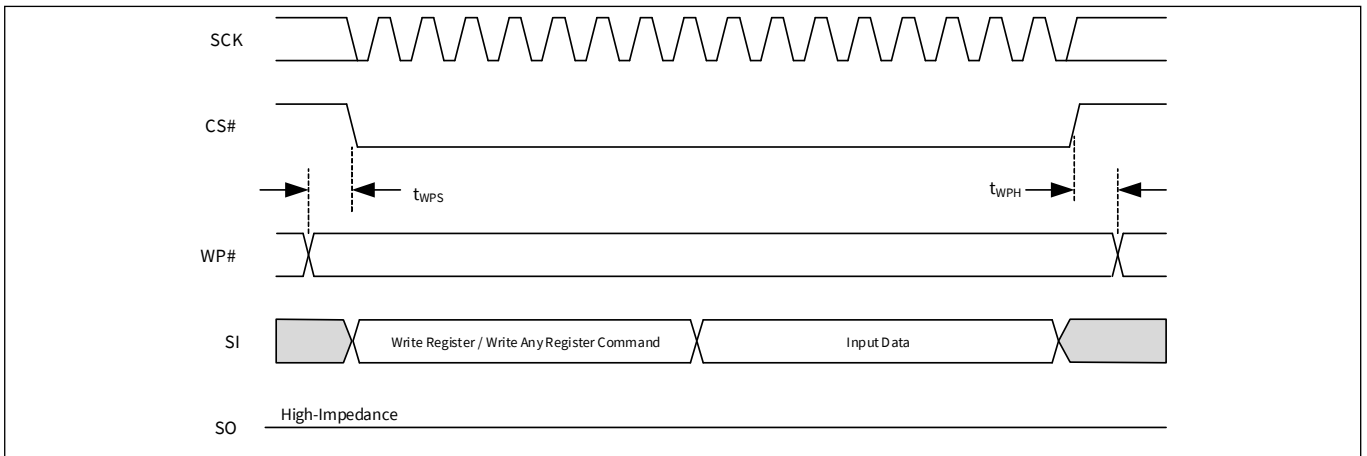 SCK
CS#
tWPS
tWPH
WP#
SI
Write Register / Write Any Register Command
Input Data
High-Impedance
SO